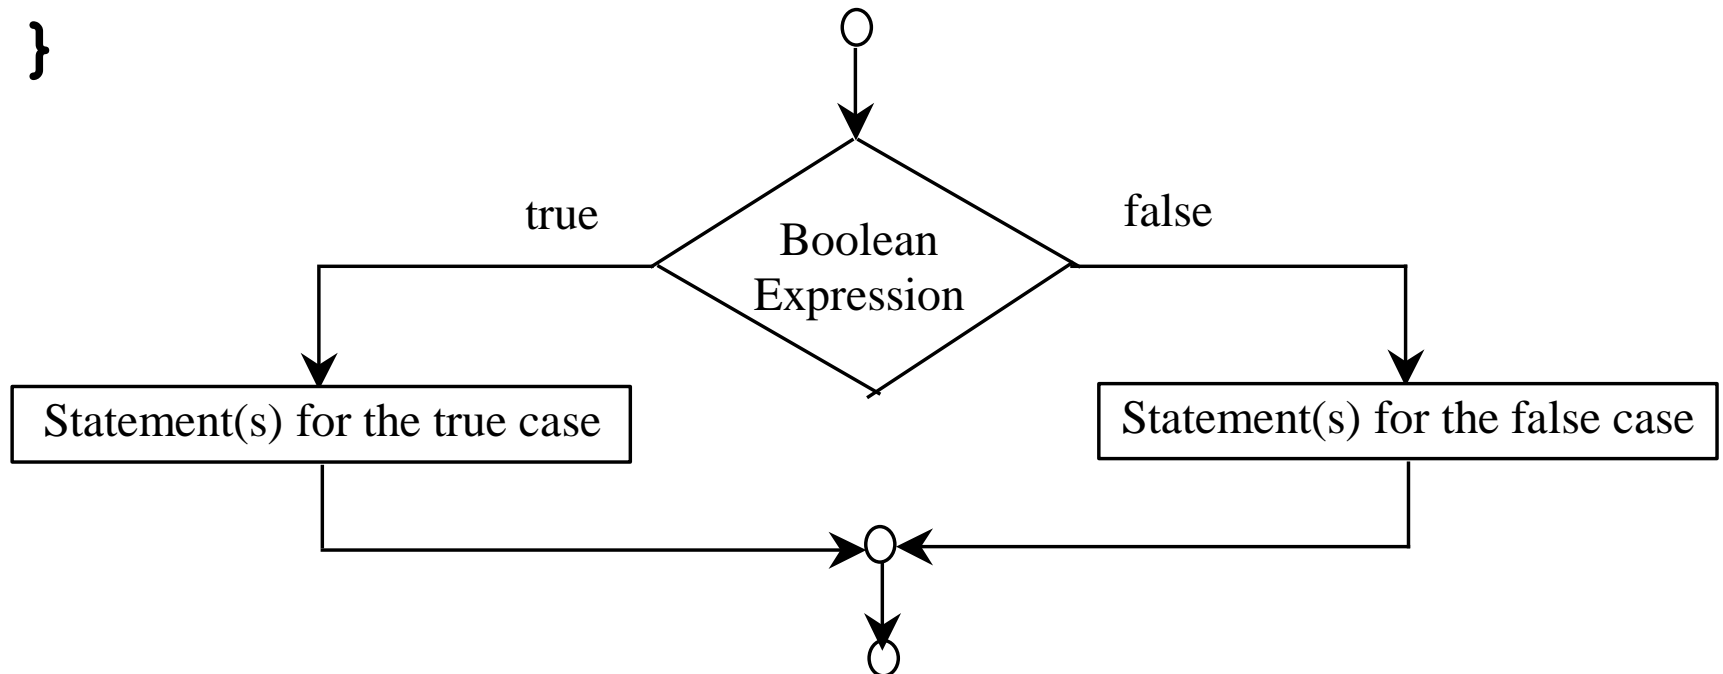 }
true
false
Boolean
Expression
Statement(s) for the true case
Statement(s) for the false case